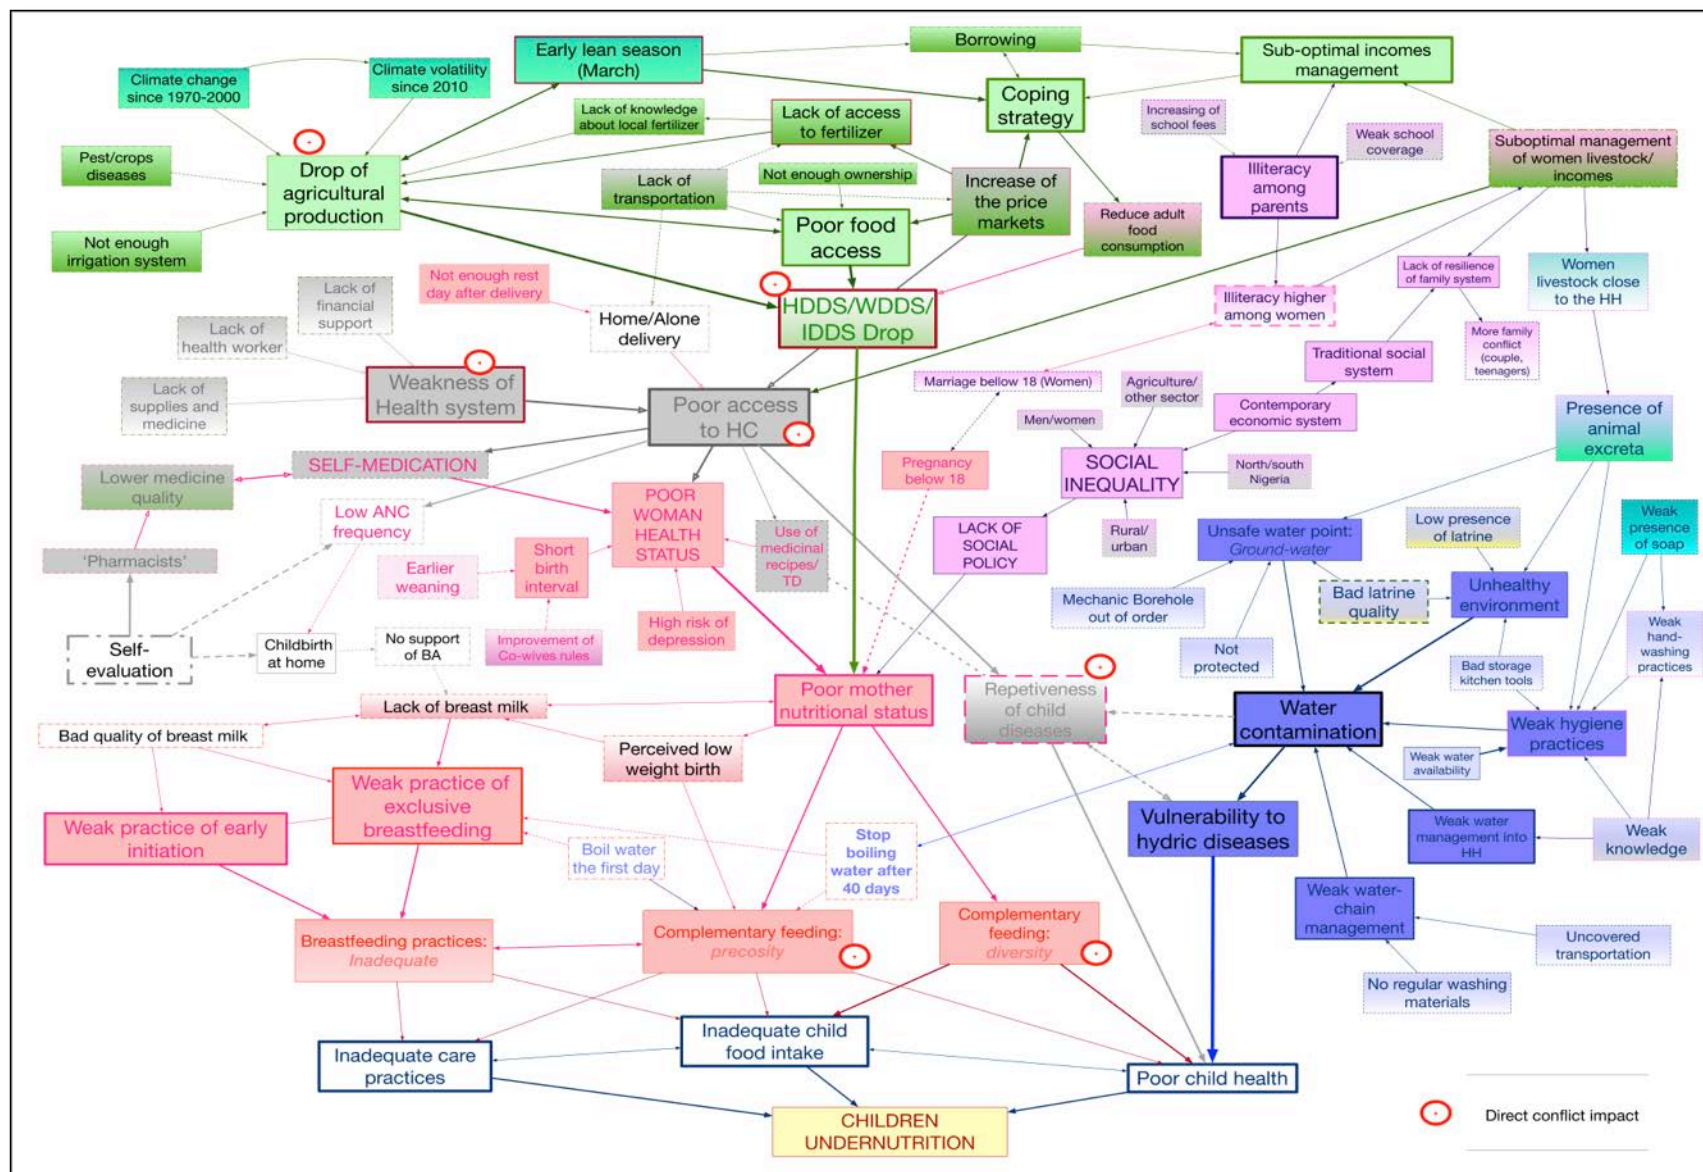 Early lean season
(March)
Borrowing
Sub-optimal incomes
management
Climate change
since 1970-2000
Climate volatility
since 2010
Coping
strategy
Lack of knowledge
about local fertilizer
Lack of access
to fertilizer
Increasing of
school fees
Weak school
coverage
Suboptimal management
of women livestock/
incomes
Pest/crops
diseases
Drop of
agricultural
production
Lack of
transportation
Not enough ownership
Increase of
the price
markets
Illiteracy
among
parents
Not enough
irrigation system
Poor food
access
Reduce adult
food
consumption
Not enough rest
day after delivery
Lack of
financial
support
HDDS/WDDS/
IDDS Drop
Illiteracy higher
among women
Lack of resilience
of family system
Women
livestock close
to the HH
Lack of
health worker
Home/Alone
delivery
Traditional social
system
More family
conflict
(couple,
teenagers)
Lack of
supplies and
medicine
Weakness of
Health system
Poor access
to HC
Marriage bellow 18 (Women)
Agriculture/
other sector
Contemporary
economic system
Men/women
Presence of
animal
excreta
Lower medicine
quality
SELF-MEDICATION
Pregnancy
below 18
SOCIAL
INEQUALITY
North/south
Nigeria
Low ANC
frequency
POOR
WOMAN
HEALTH
STATUS
Use of
medicinal
recipes/
TD
LACK OF
SOCIAL
POLICY
Rural/
urban
Unsafe water point:
Ground-water
Low presence
of latrine
Weak
presence
of soap
'Pharmacists'
Earlier
weaning
Short
birth
interval
Mechanic Borehole
out of order
Bad latrine
quality
Unhealthy
environment
Self-
evaluation
Childbirth
at home
No support
of BA
Improvement of
Co-wives rules
High risk of
depression
Not
protected
Bad storage
kitchen tools
Weak
hand-
washing
practices
Lack of breast milk
Poor mother
nutritional status
Repetiveness
of child
diseases
Water
contamination
Weak hygiene
practices
Bad quality of breast milk
Perceived low
weight birth
Weak water
availability
Weak practice of
exclusive
breastfeeding
Weak practice of early
initiation
Boil water
the first day
Stop
boiling
water after
40 days
Vulnerability to
hydric diseases
Weak water
management into
HH
Weak
knowledge
Weak water-
chain
management
Breastfeeding practices:
Inadequate
Complementary feeding:
precosity
Complementary
feeding:
diversity
Uncovered
transportation
No regular washing
materials
Inadequate care
practices
Inadequate child
food intake
Poor child health
CHILDREN
UNDERNUTRITION
Direct conflict impact